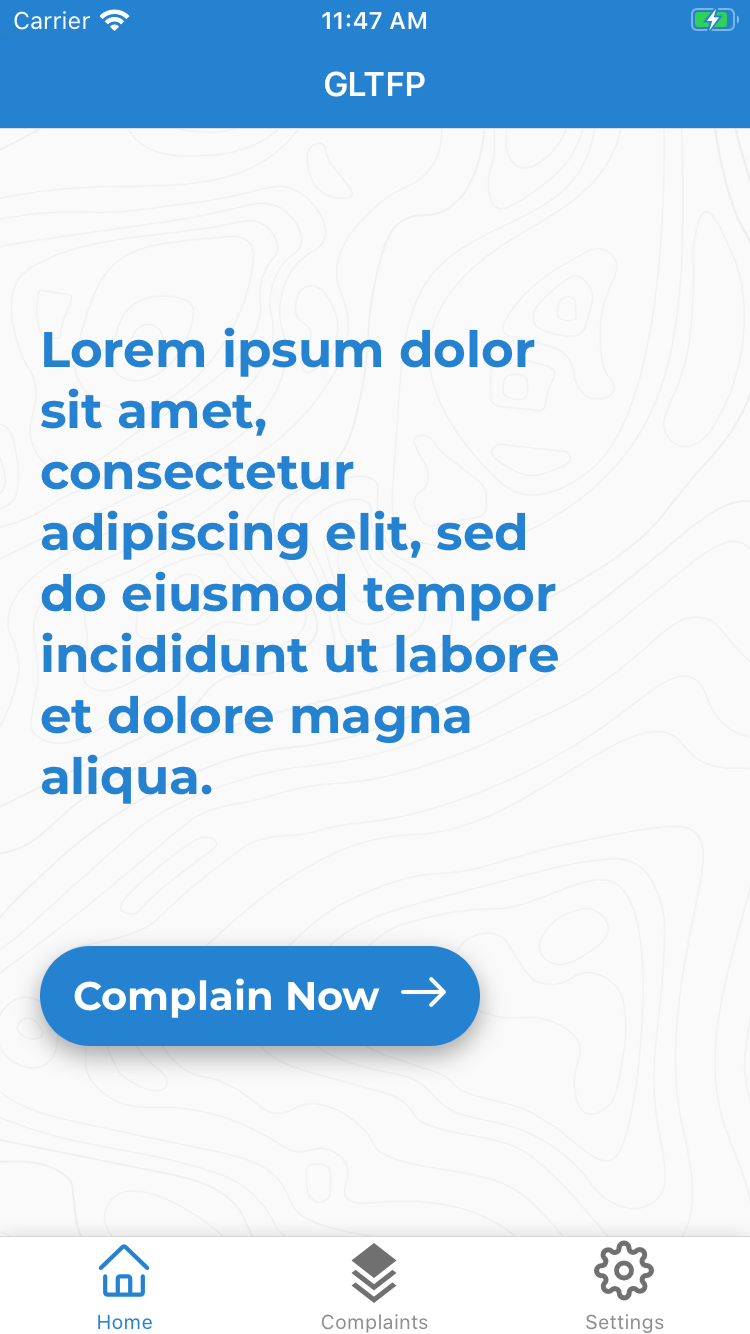 Carrier 11:47 AM
GLTFP
Lorem ipsum dolor
sit amet,
consectetur
adipiscing elit, sed
do eiusmod tempor
incididunt ut labore
et dolore magna
aliqua.
Complain Now
Home Complaints Settings